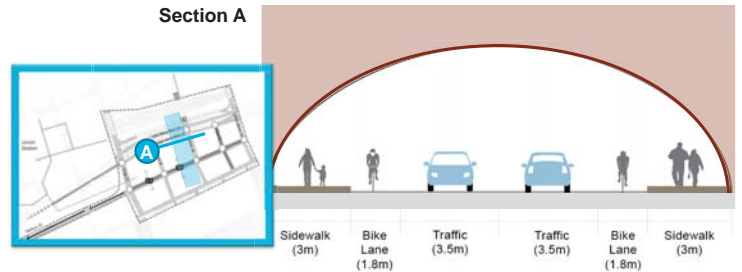 Section A
A
Sidewalk
(3m)
Bike
Lane
(1.8m)
Traffic
(3.5m)
Traffic
(3.5m)
Bike
Lane
(1.8m)
Sidewalk
(3m)